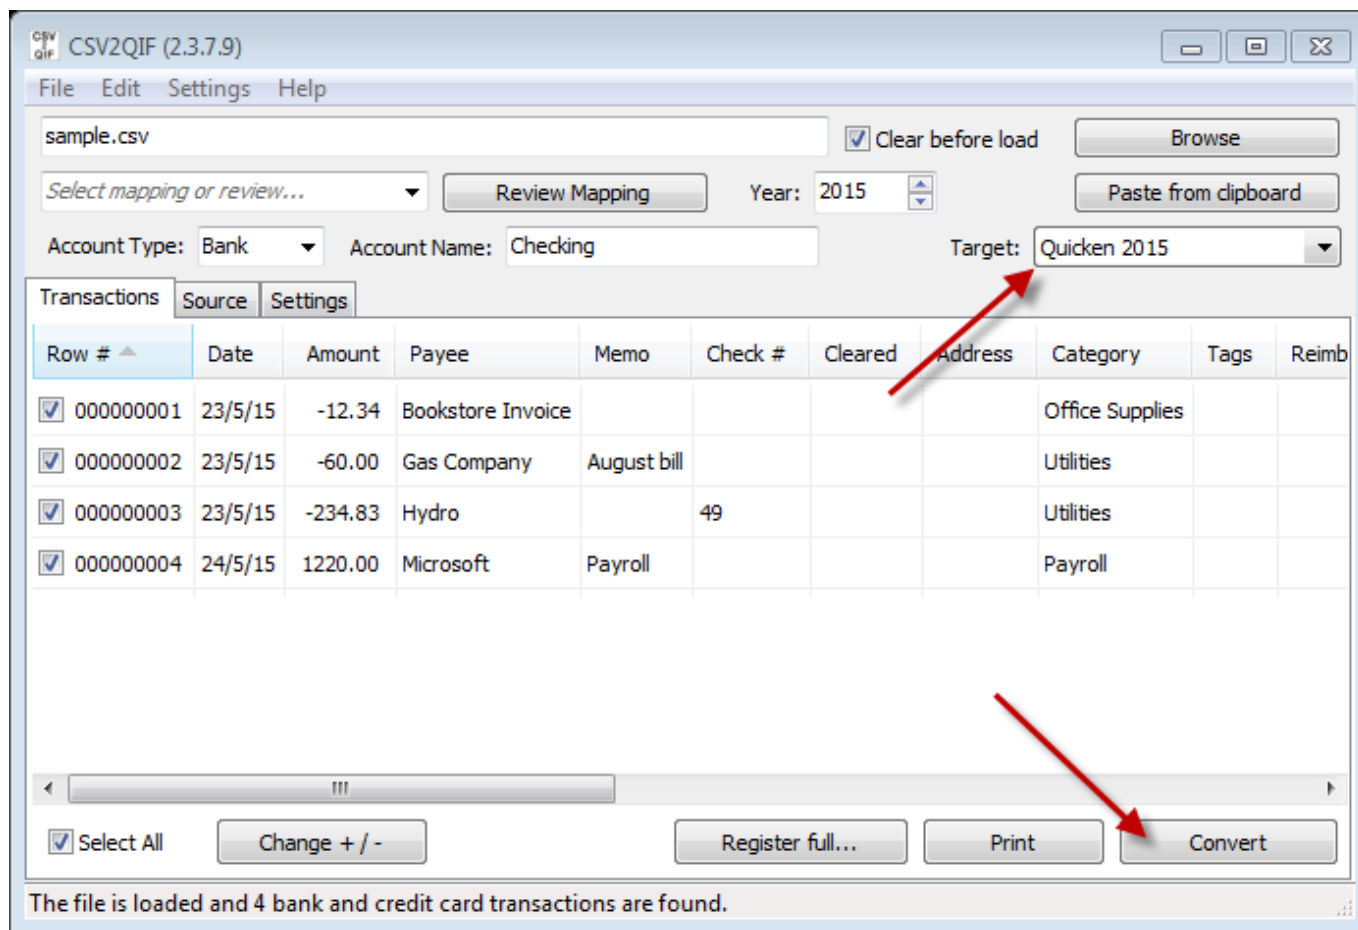 CSV QIF CSV2QIF (2.3.7.9)
File Edit Settings Help
sample.csv Clear before load Browse
Select mapping or review... Review Mapping Year: 2015 Paste from clipboard
Account Type: Bank Account Name: Checking Target: Quicken 2015
Transactions Source Settings
Row # Date Amount Payee Memo Check # Cleared Address Category Tags Reimb
000000001 23/5/15 -12.34 Bookstore Invoice Office Supplies
000000002 23/5/15 -60.00 Gas Company August bill Utilities
000000003 23/5/15 -234.83 Hydro 49 Utilities
000000004 24/5/15 1220.00 Microsoft Payroll Payroll
Select All Change + / - Register full... Print Convert
The file is loaded and 4 bank and credit card transactions are found.